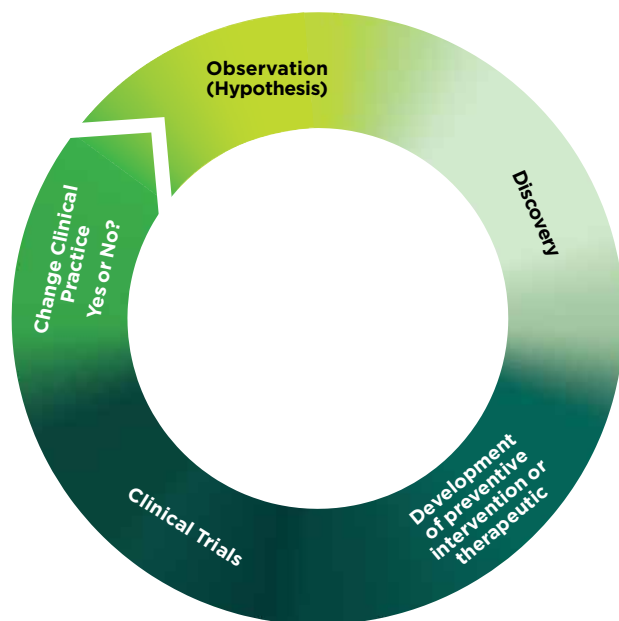 Observation
(Hypothesis)
Discovery
Development
of preventive
intervention or
therapeutic
Clinical Trials
Change Clinical
Practice
Yes or No?